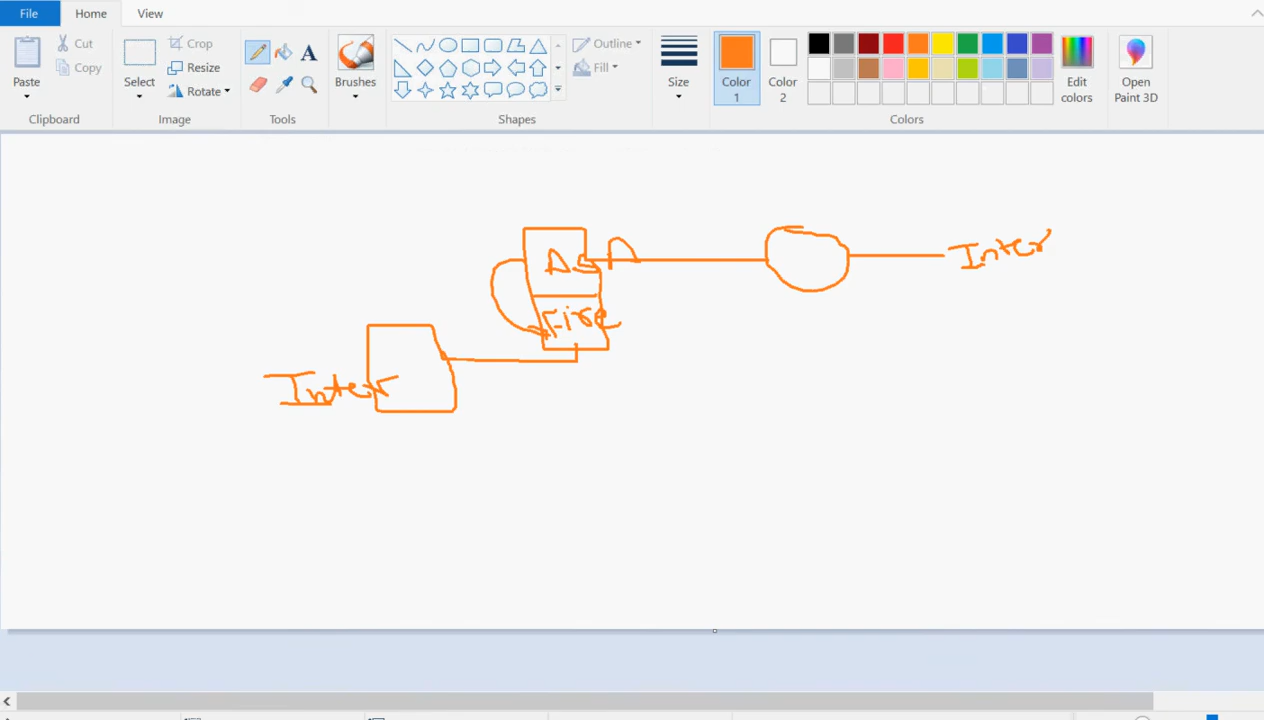 File Home View
Paste Cut Copy Clipboard
Select Crop Resize Rotate Image
Tools
Brushes
Shapes
Outline Fill
Size
Color 1
Color 2
Colors
Edit colors
Open Paint 3D
Inter
Fire
Inter